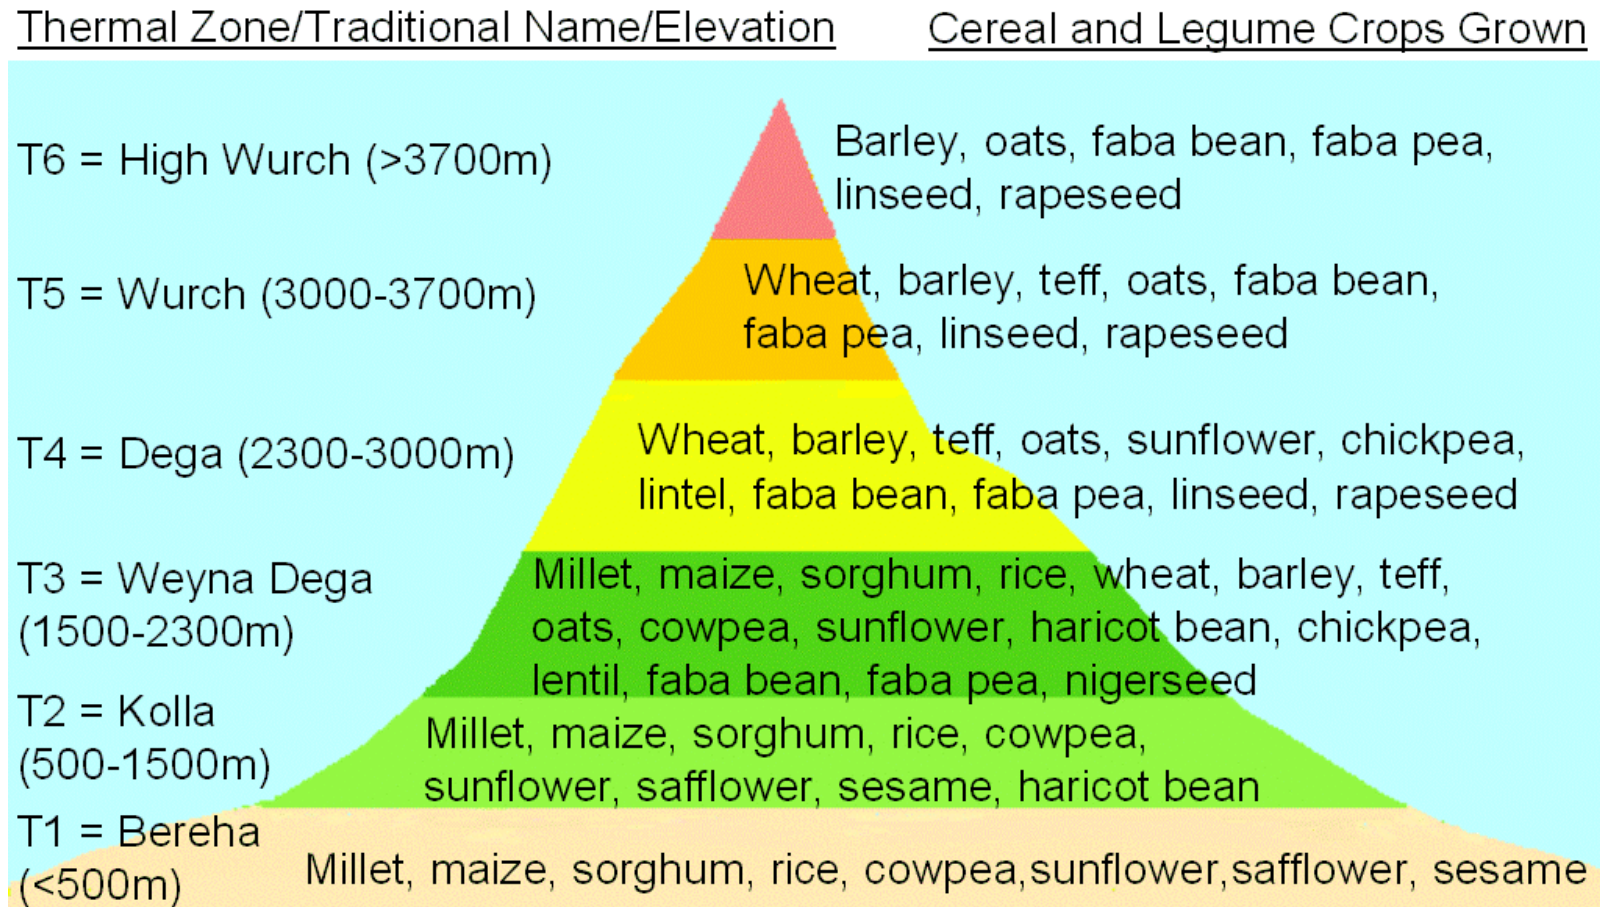 Thermal Zone/Traditional Name/Elevation
Cereal and Legume Crops Grown
T6 = High Wurch (>3700m)
Barley, oats, faba bean, faba pea,
linseed, rapeseed
T5 = Wurch (3000-3700m)
Wheat, barley, teff, oats, faba bean,
faba pea, linseed, rapeseed
T4 = Dega (2300-3000m)
Wheat, barley, teff, oats, sunflower, chickpea,
lintel, faba bean, faba pea, linseed, rapeseed
T3 = Weyna Dega
(1500-2300m)
Millet, maize, sorghum, rice, wheat, barley, teff,
oats, cowpea, sunflower, haricot bean, chickpea,
lentil, faba bean, faba pea, nigerseed
T2 = Kolla
(500-1500m)
Millet, maize, sorghum, rice, cowpea,
sunflower, safflower, sesame, haricot bean
T1 = Bereha
(<500m)
Millet, maize, sorghum, rice, cowpea,sunflower,safflower, sesame